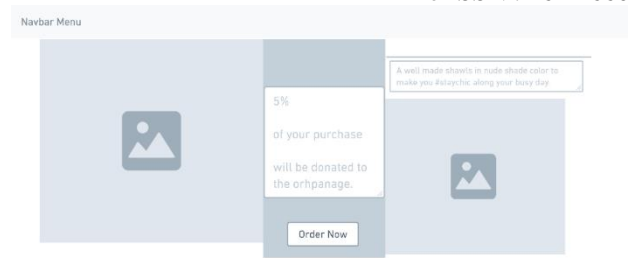 Navbar Menu
A well made shawls in nude shade color to
make you #staychic along your busy day
5%
of your purchase
will be donated to
the orhpanage.
Order Now